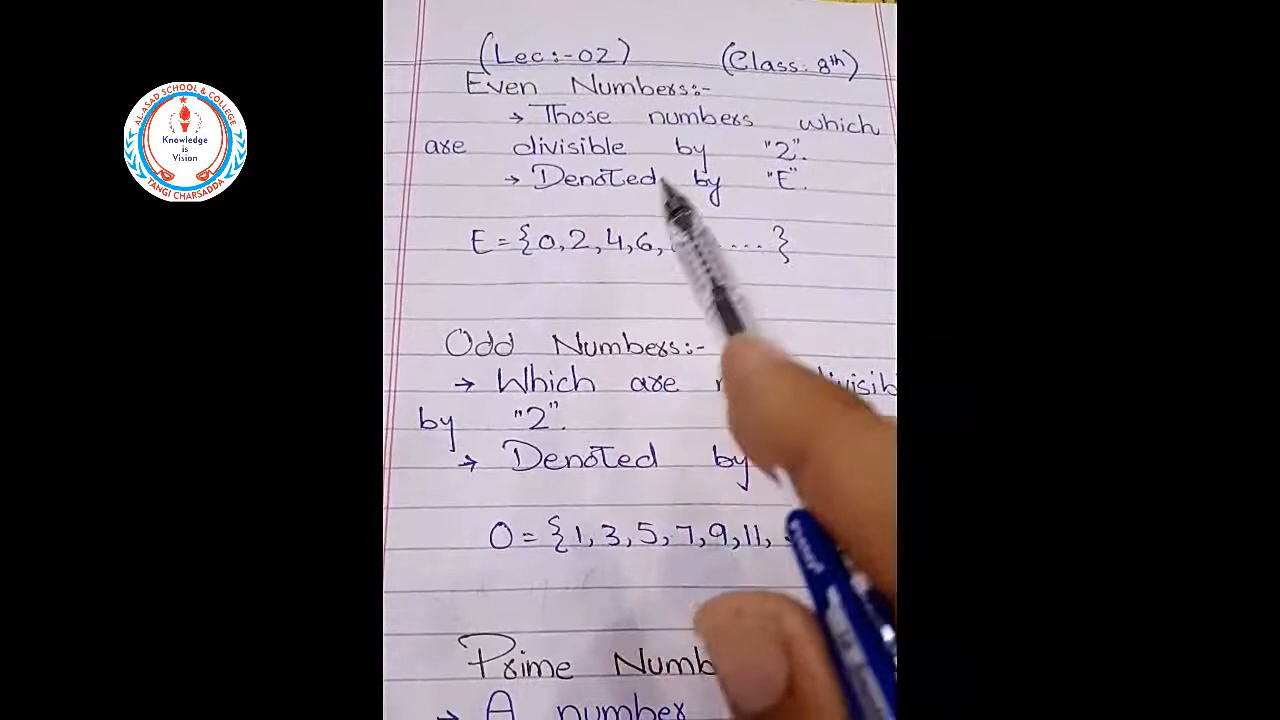 AL-ASAD SCHOOL & COLLEGE
Knowledge
is
Vision
TANGI CHARSADDA
(Lec:-02) (Class. 8th)
Even Numbers:-
→ Those numbers which
are divisible by "2".
→ Denoted by "E".
E = {0, 2, 4, 6, .... }
Odd Numbers:-
→ Which are
by "2".
→ Denoted by
O = {1, 3, 5, 7, 9, 11,
Prime
→ A number